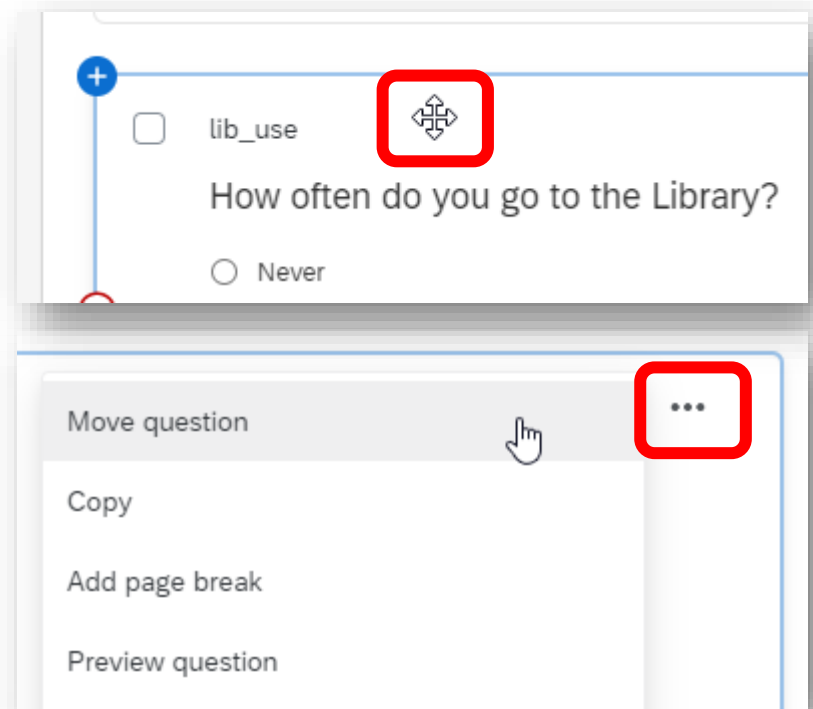 lib_use
How often do you go to the Library?
Never
Move question
Copy
Add page break
Preview question